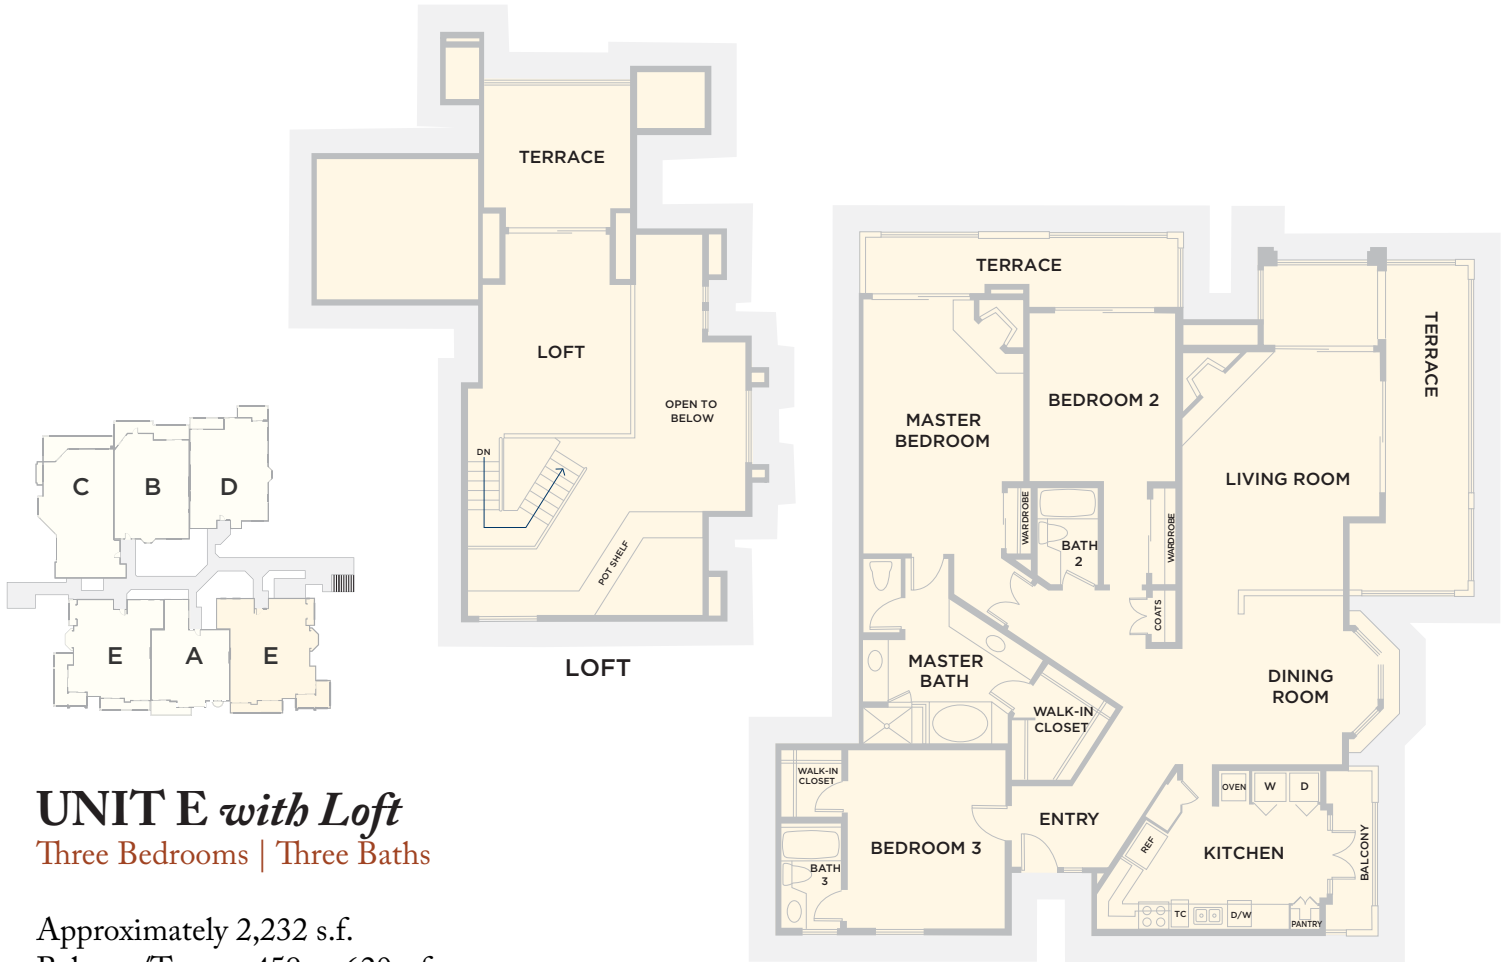 TERRACE
LOFT
OPEN TO
BELOW
DN
POT SHELF
LOFT
TERRACE
TERRACE
MASTER
BEDROOM
BEDROOM 2
LIVING ROOM
WARDROBE
BATH
2
WARDROBE
COATS
MASTER
BATH
WALK-IN
CLOSET
DINING
ROOM
WALK-IN
CLOSET
BATH
3
BEDROOM 3
ENTRY
REF
OVEN
W
D
KITCHEN
BALCONY
TC
D/W
PANTRY
C
B
D
E
A
E
UNIT E with Loft
Three Bedrooms | Three Baths
Approximately 2,232 s.f.